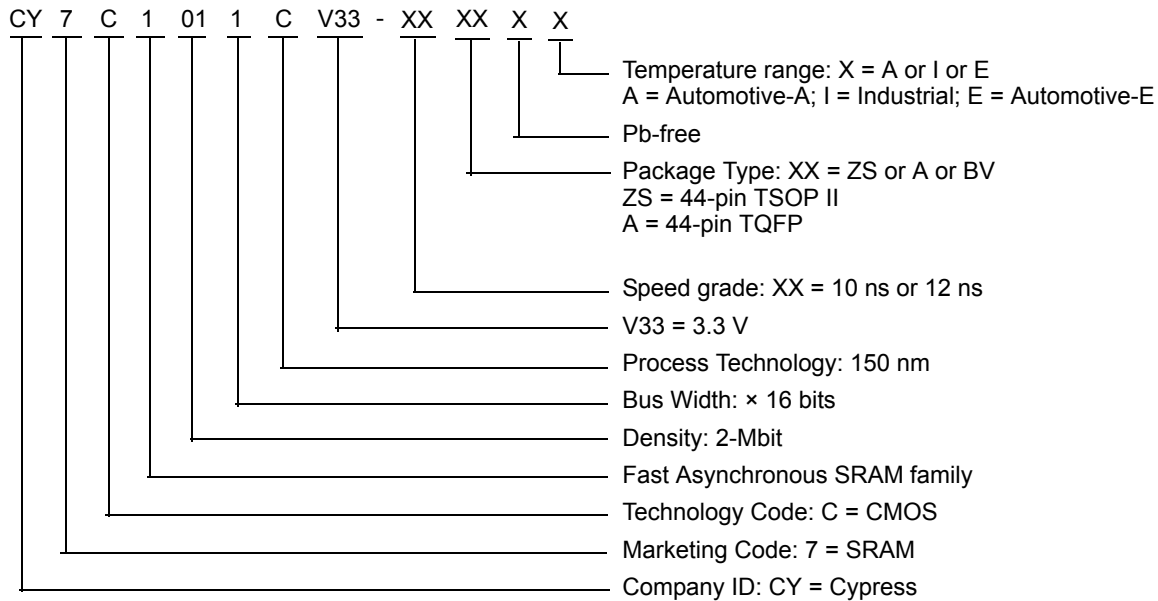 CY 7 C 1 01 1 C V33 - XX XX X X
Temperature range: X = A or I or E
A = Automotive-A; I = Industrial; E = Automotive-E
Pb-free
Package Type: XX = ZS or A or BV
ZS = 44-pin TSOP II
A = 44-pin TQFP
Speed grade: XX = 10 ns or 12 ns
V33 = 3.3 V
Process Technology: 150 nm
Bus Width: × 16 bits
Density: 2-Mbit
Fast Asynchronous SRAM family
Technology Code: C = CMOS
Marketing Code: 7 = SRAM
Company ID: CY = Cypress